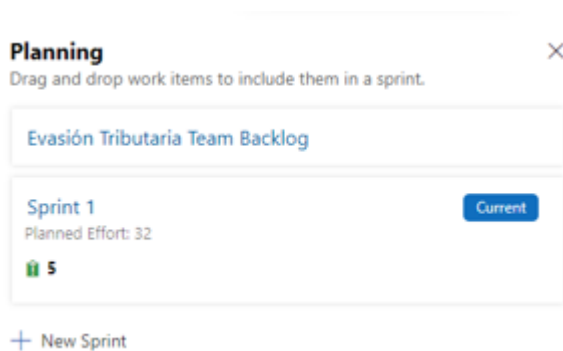 Planning
Drag and drop work items to include them in a sprint.
Evasión Tributaria Team Backlog
Sprint 1
Current
Planned Effort: 32
5
New Sprint